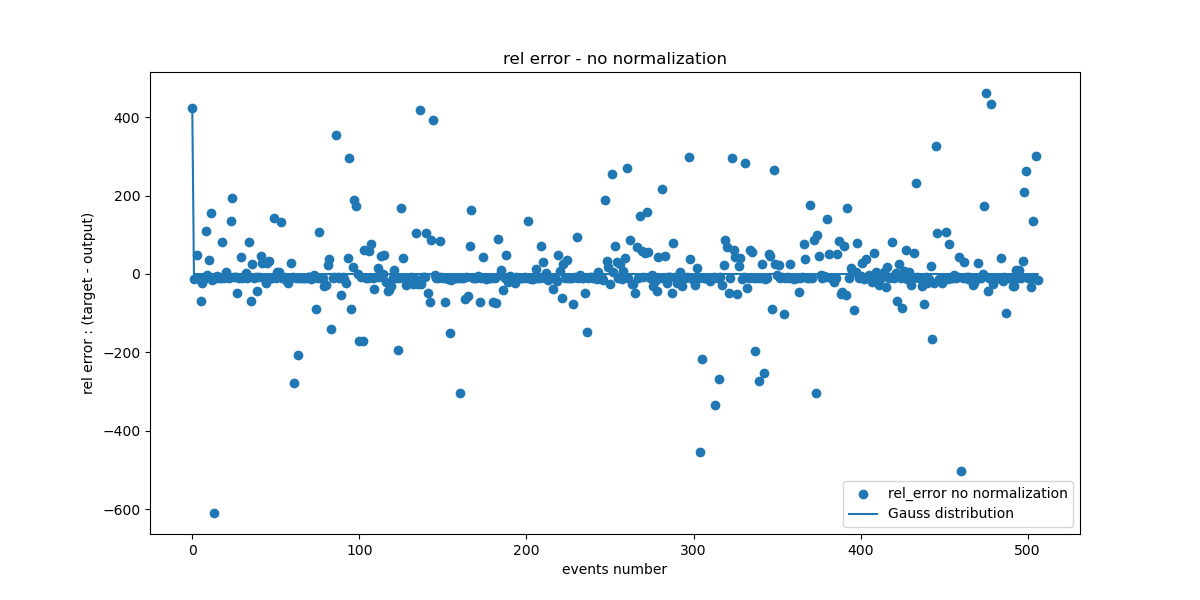 rel error - no normalization
rel error : (target - output)
400
200
0
−200
−400
−600
0 100 200 300 400 500
events number
rel_error no normalization
Gauss distribution